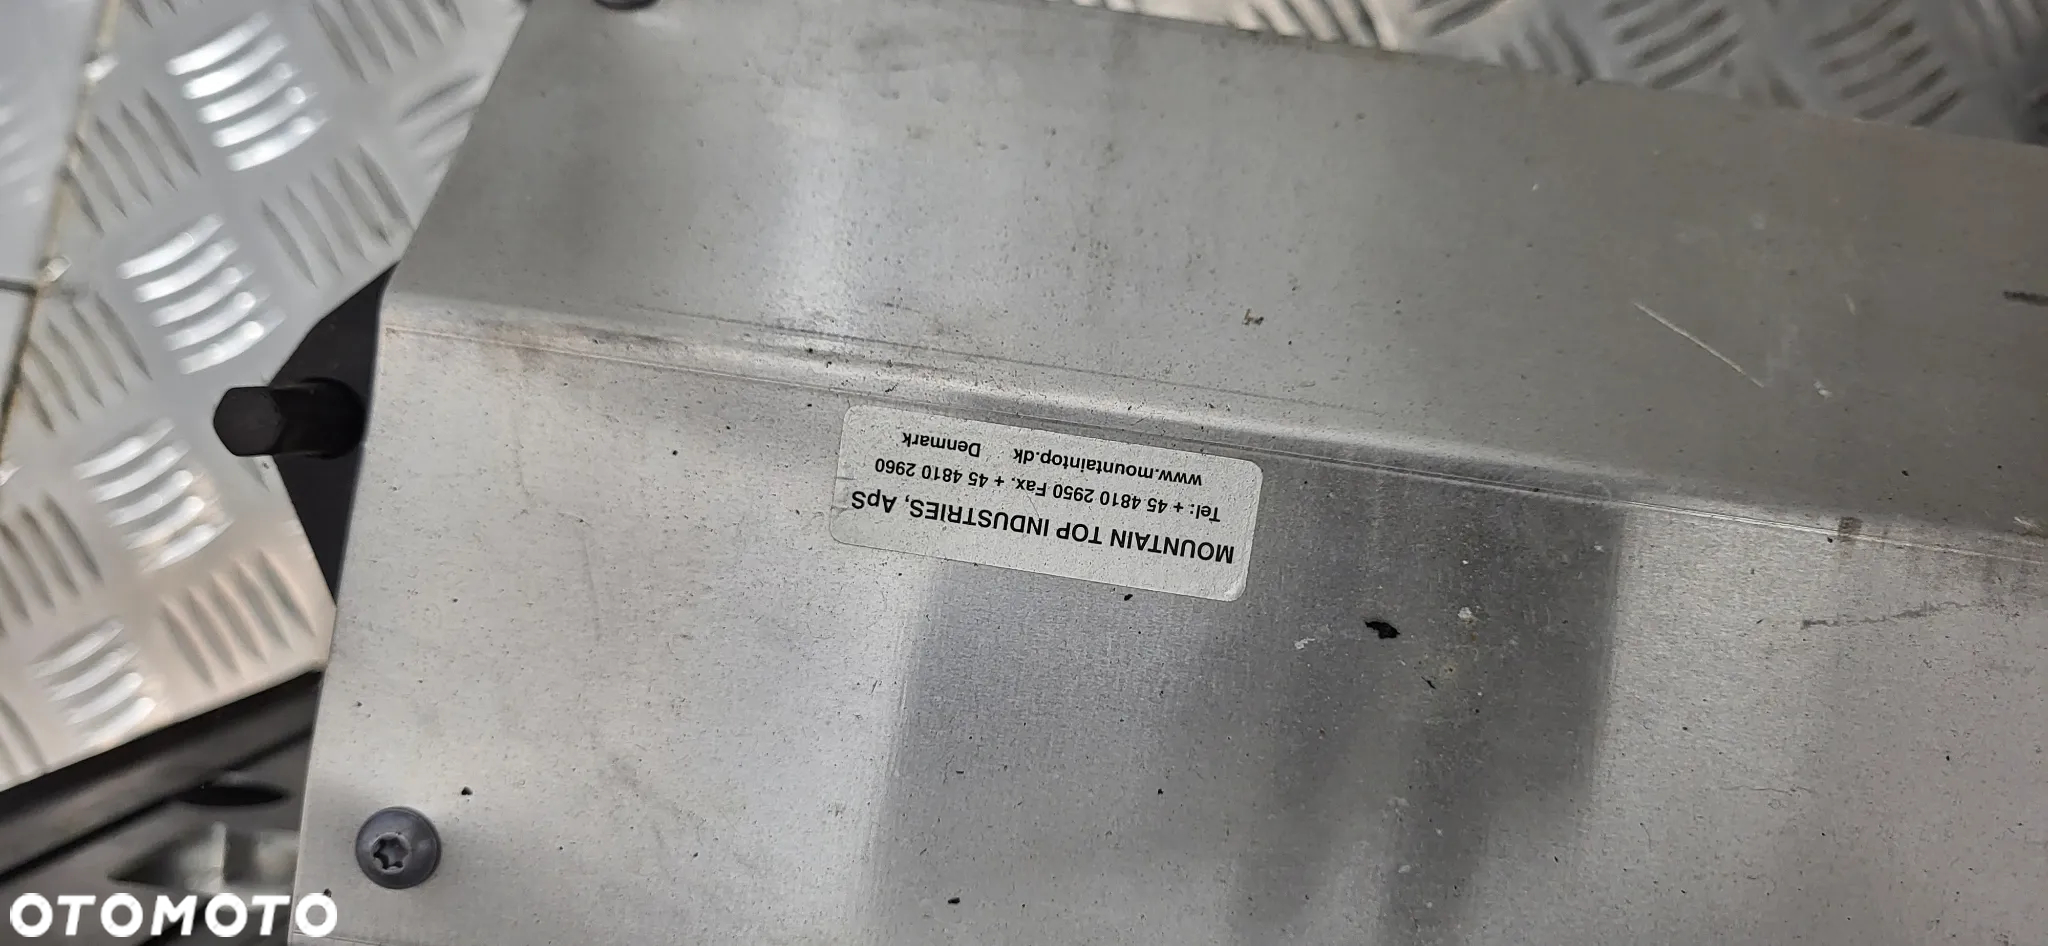 MOUNTAIN TOP INDUSTRIES, ApS
Tel: + 45 4810 2950 Fax. + 45 4810 2960
www.mountaintop.dk Denmark
OTOMOTO